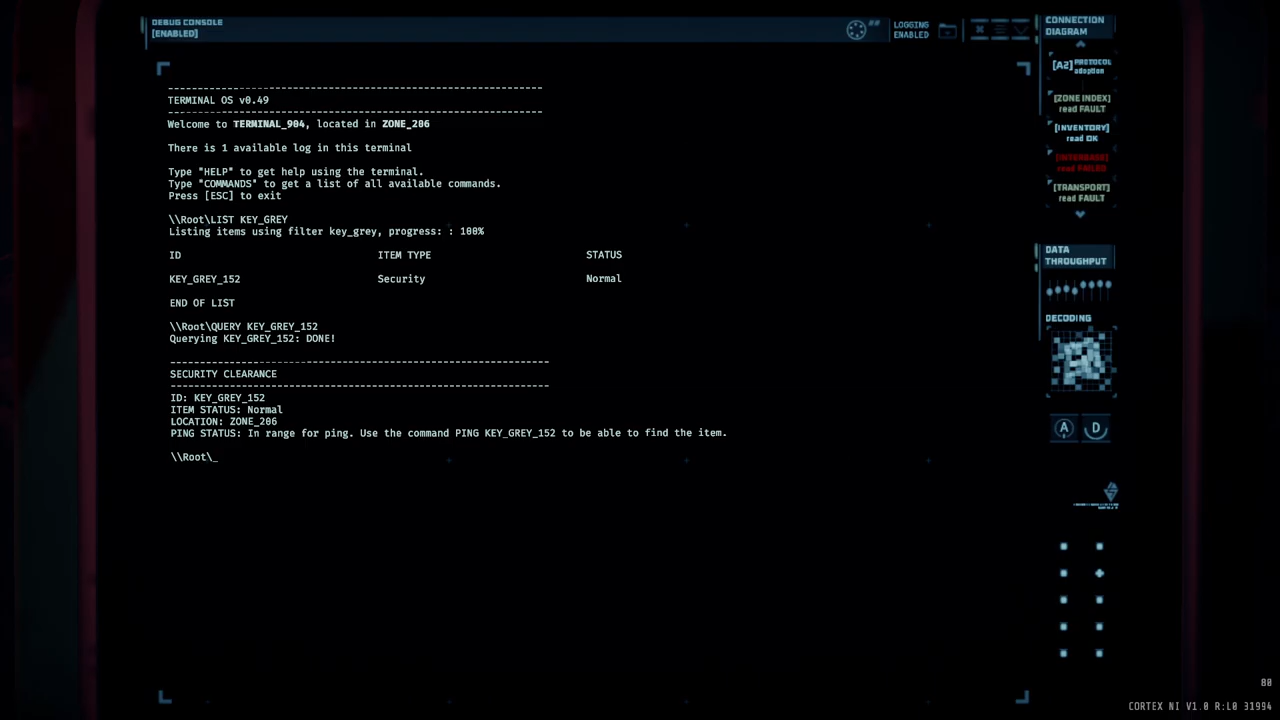 DEBUG CONSOLE
[ENABLED]
LOGGING
ENABLED
CONNECTION
DIAGRAM
[A2] PROTOCOL
adoption
[ZONE INDEX]
read FAULT
[INVENTORY]
read OK
[INTERBASE]
read FAILED
[TRANSPORT]
read FAULT
DATA
THROUGHPUT
DECODING
A D
--------------------------------------------------------------
TERMINAL OS v0.49
--------------------------------------------------------------
Welcome to TERMINAL_904, located in ZONE_206
There is 1 available log in this terminal
Type "HELP" to get help using the terminal.
Type "COMMANDS" to get a list of all available commands.
Press [ESC] to exit
\\Root\LIST KEY_GREY
Listing items using filter key_grey, progress: : 100%
ID ITEM TYPE STATUS
KEY_GREY_152 Security Normal
END OF LIST
\\Root\QUERY KEY_GREY_152
Querying KEY_GREY_152: DONE!
--------------------------------------------------------------
SECURITY CLEARANCE
--------------------------------------------------------------
ID: KEY_GREY_152
ITEM STATUS: Normal
LOCATION: ZONE_206
PING STATUS: In range for ping. Use the command PING KEY_GREY_152 to be able to find the item.
\\Root\_
80
CORTEX NI V1.0 R:L0 31994